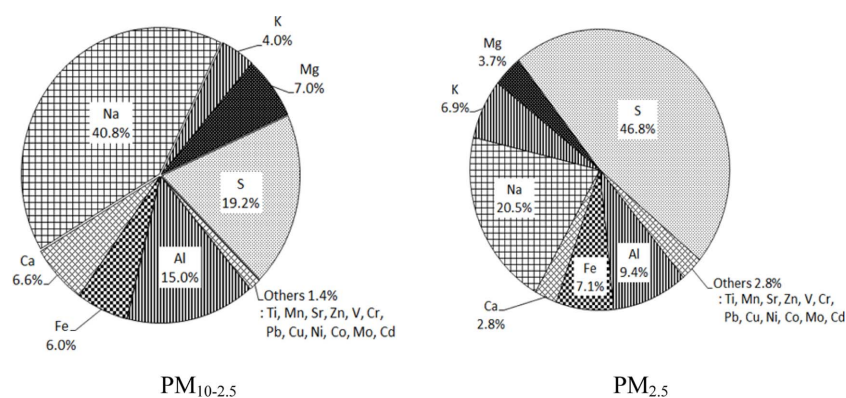 K
4.0%
Mg
7.0%
Na
40.8%
S
19.2%
Ca
6.6%
Al
15.0%
Fe
6.0%
Others 1.4%
: Ti, Mn, Sr, Zn, V, Cr,
Pb, Cu, Ni, Co, Mo, Cd
PM10-2.5
Mg
3.7%
K
6.9%
S
46.8%
Na
20.5%
Fe
7.1%
Al
9.4%
Ca
2.8%
Others 2.8%
: Ti, Mn, Sr, Zn, V, Cr,
Pb, Cu, Ni, Co, Mo, Cd
PM2.5